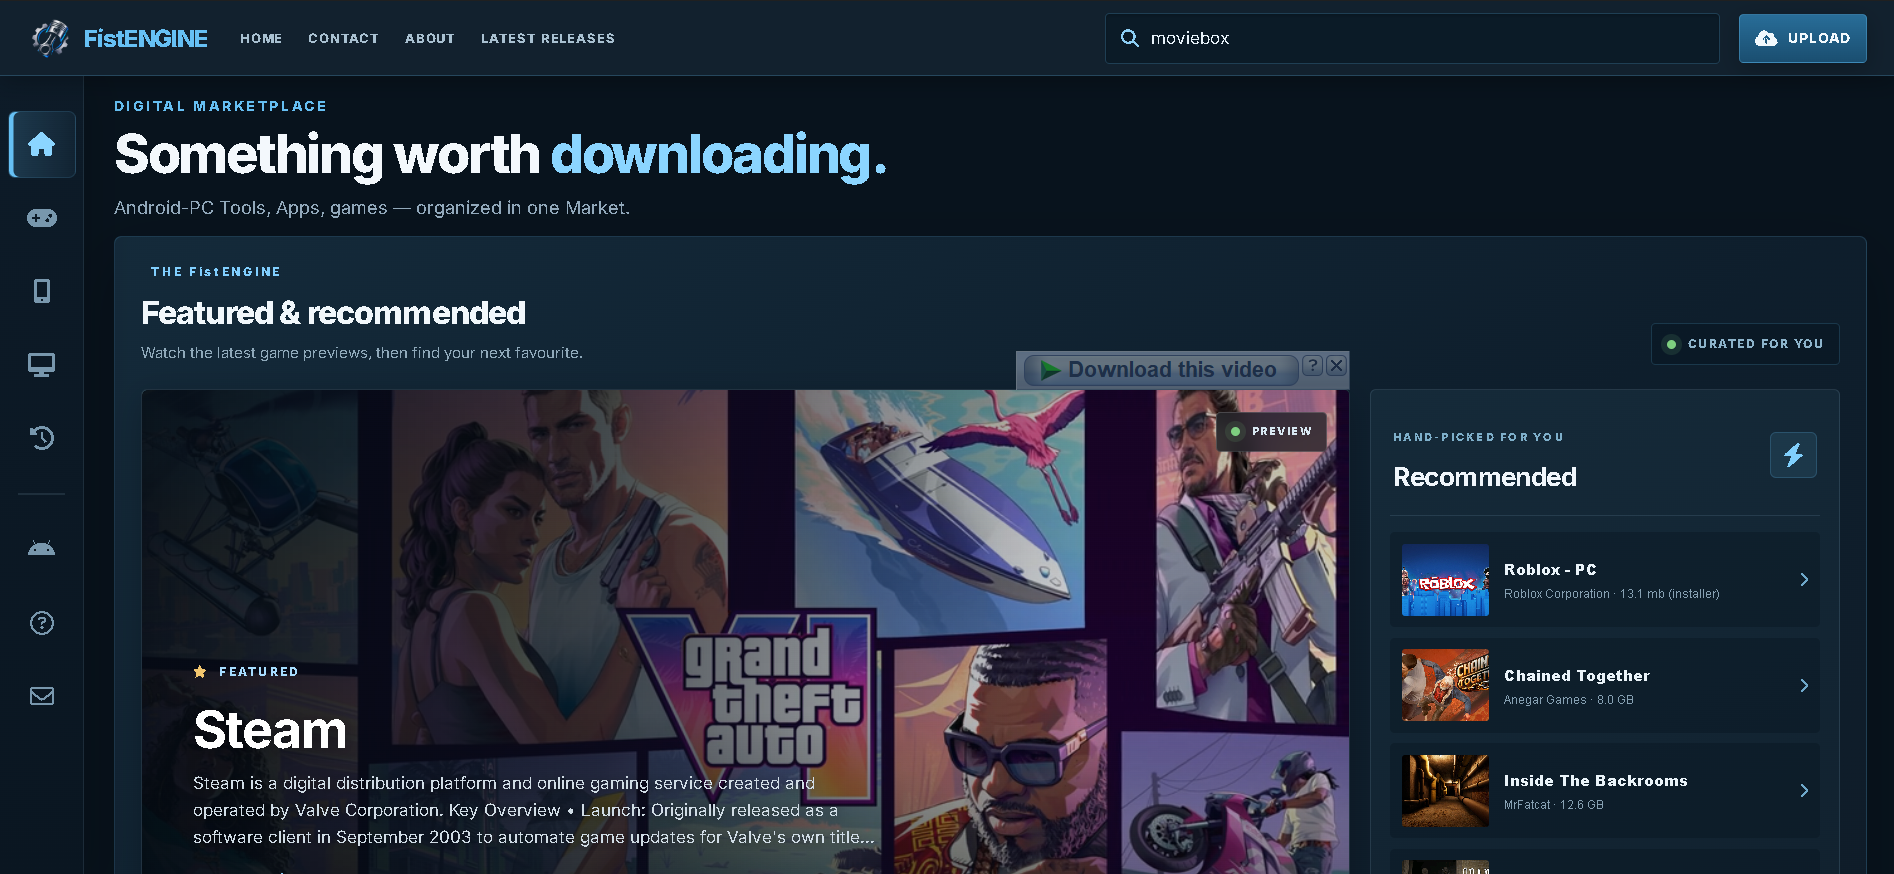 FistENGINE
HOME
CONTACT
ABOUT
LATEST RELEASES
moviebox
UPLOAD
DIGITAL MARKETPLACE
Something worth downloading.
Android-PC Tools, Apps, games — organized in one Market.
THE FistENGINE
Featured & recommended
Watch the latest game previews, then find your next favourite.
CURATED FOR YOU
Download this video
?
PREVIEW
grand
theft
auto
VI
FEATURED
Steam
Steam is a digital distribution platform and online gaming service created and
operated by Valve Corporation. Key Overview • Launch: Originally released as a
software client in September 2003 to automate game updates for Valve's own title...
HAND-PICKED FOR YOU
Recommended
ROBLOX
Roblox - PC
Roblox Corporation · 13.1 mb (installer)
Chained Together
Anegar Games · 8.0 GB
Inside The Backrooms
MrFatcat · 12.6 GB